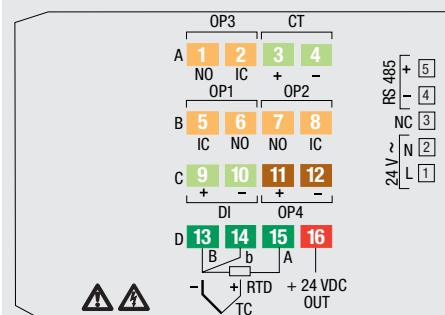 OP3 CT
A 1 2 3 4
NO IC + –
OP1 OP2
B 5 6 7 8
IC NO NO IC
C 9 10 11 12
+ – + –
DI OP4
D 13 14 15 16
B b A
– + RTD
TC
+ 24 VDC
OUT
RS 485
+ 5
– 4
NC 3
24 V ~
N 2
L 1